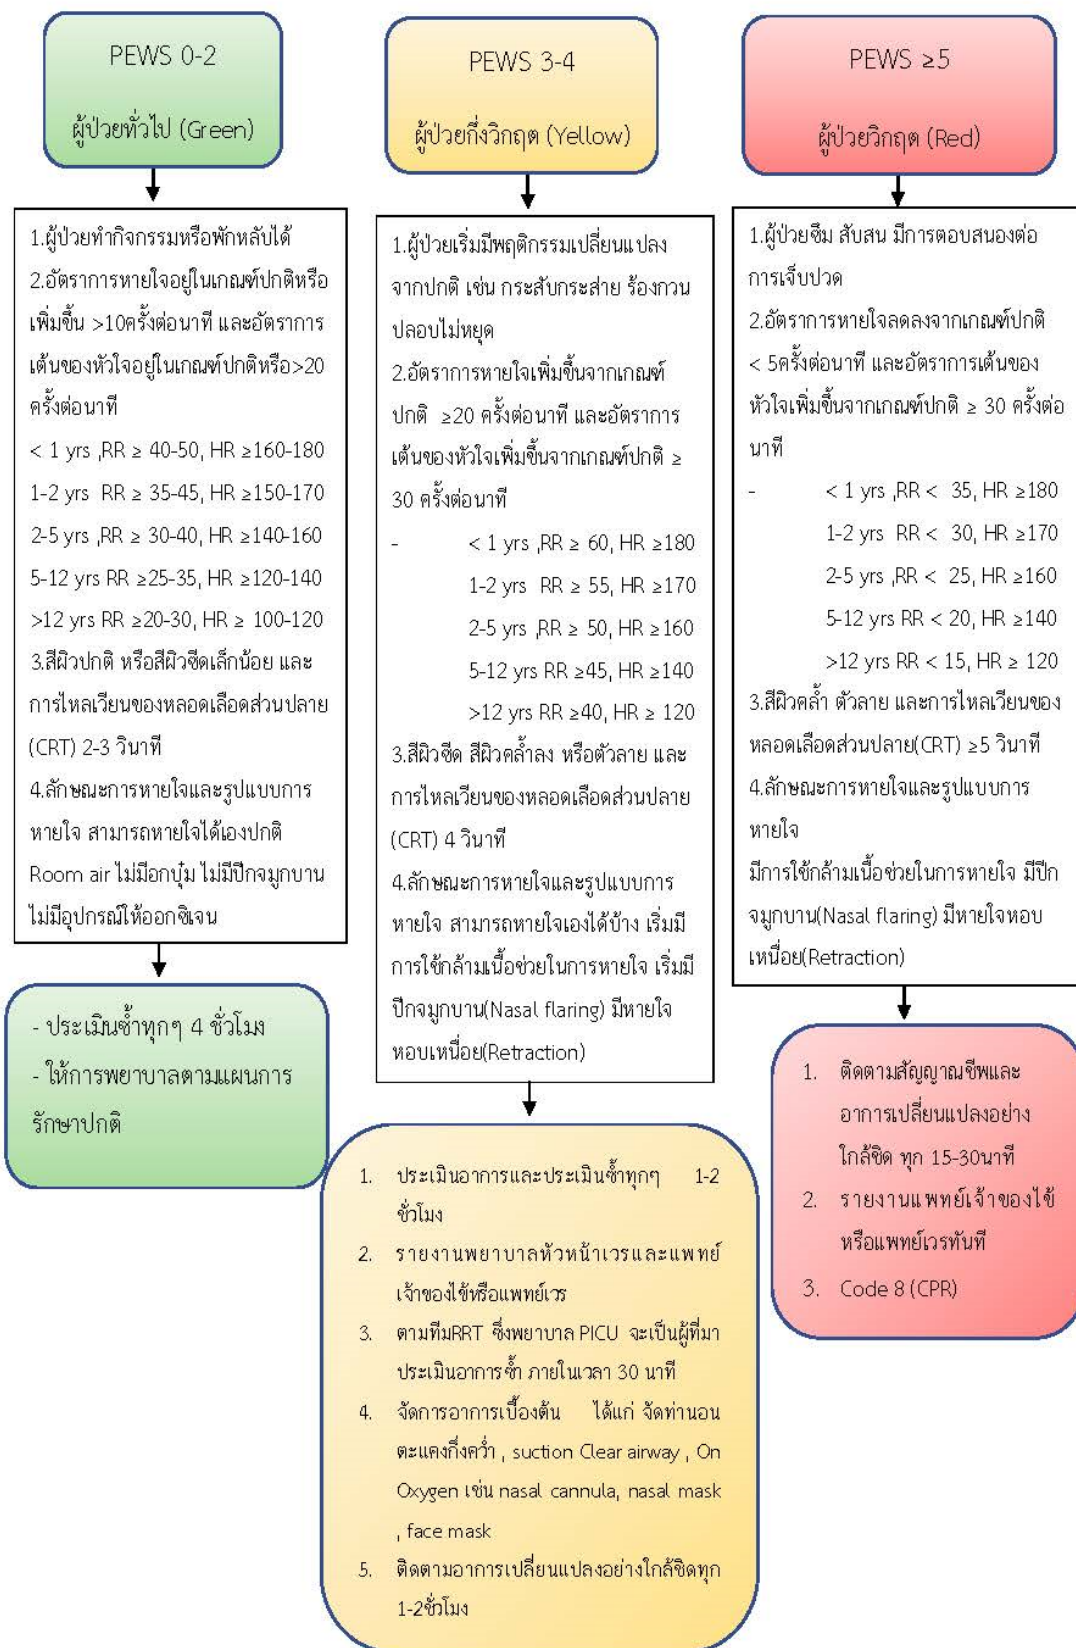 PEWS 0-2
ผู้ป่วยทั่วไป (Green)
1.ผู้ป่วยทำกิจกรรมหรือพักหลับได้
2.อัตราการหายใจอยู่ในเกณฑ์ปกติหรือ
เพิ่มขึ้น >10ครั้งต่อนาที และอัตราการ
เต้นของหัวใจอยู่ในเกณฑ์ปกติหรือ>20
ครั้งต่อนาที
< 1 yrs ,RR ≥ 40-50, HR ≥160-180
1-2 yrs RR ≥ 35-45, HR ≥150-170
2-5 yrs ,RR ≥ 30-40, HR ≥140-160
5-12 yrs RR ≥25-35, HR ≥120-140
>12 yrs RR ≥20-30, HR ≥ 100-120
3.สีผิวปกติ หรือสีผิวซีดเล็กน้อย และ
การไหลเวียนของหลอดเลือดส่วนปลาย
(CRT) 2-3 วินาที
4.ลักษณะการหายใจและรูปแบบการ
หายใจ สามารถหายใจได้เองปกติ
Room air ไม่มีอกบุ๋ม ไม่มีปีกจมูกบาน
ไม่มีอุปกรณ์ให้ออกซิเจน
- ประเมินซ้ำทุกๆ 4 ชั่วโมง
- ให้การพยาบาลตามแผนการ
รักษาปกติ
PEWS 3-4
ผู้ป่วยกึ่งวิกฤต (Yellow)
1.ผู้ป่วยเริ่มมีพฤติกรรมเปลี่ยนแปลง
จากปกติ เช่น กระสับกระส่าย ร้องกวน
ปลอบไม่หยุด
2.อัตราการหายใจเพิ่มขึ้นจากเกณฑ์
ปกติ ≥20 ครั้งต่อนาที และอัตราการ
เต้นของหัวใจเพิ่มขึ้นจากเกณฑ์ปกติ ≥
30 ครั้งต่อนาที
- < 1 yrs ,RR ≥ 60, HR ≥180
1-2 yrs RR ≥ 55, HR ≥170
2-5 yrs ,RR ≥ 50, HR ≥160
5-12 yrs RR ≥45, HR ≥140
>12 yrs RR ≥40, HR ≥ 120
3.สีผิวซีด สีผิวคล้ำลง หรือตัวลาย และ
การไหลเวียนของหลอดเลือดส่วนปลาย
(CRT) 4 วินาที
4.ลักษณะการหายใจและรูปแบบการ
หายใจ สามารถหายใจเองได้บ้าง เริ่มมี
การใช้กล้ามเนื้อช่วยในการหายใจ เริ่มมี
ปีกจมูกบาน(Nasal flaring) มีหายใจ
หอบเหนื่อย(Retraction)
1. ประเมินอาการและประเมินซ้ำทุกๆ 1-2
ชั่วโมง
2. รายงานพยาบาลหัวหน้าเวรและแพทย์
เจ้าของไข้หรือแพทย์เวร
3. ตามทีมRRT ซึ่งพยาบาล PICU จะเป็นผู้ที่มา
ประเมินอาการซ้ำ ภายในเวลา 30 นาที
4. จัดการอาการเบื้องต้น ได้แก่ จัดท่านอน
ตะแคงกึ่งคว่ำ , suction Clear airway , On
Oxygen เช่น nasal cannula, nasal mask
, face mask
5. ติดตามอาการเปลี่ยนแปลงอย่างใกล้ชิดทุก
1-2ชั่วโมง
PEWS ≥5
ผู้ป่วยวิกฤต (Red)
1.ผู้ป่วยซึม สับสน มีการตอบสนองต่อ
การเจ็บปวด
2.อัตราการหายใจลดลงจากเกณฑ์ปกติ
< 5ครั้งต่อนาที และอัตราการเต้นของ
หัวใจเพิ่มขึ้นจากเกณฑ์ปกติ ≥ 30 ครั้งต่อ
นาที
- < 1 yrs ,RR < 35, HR ≥180
1-2 yrs RR < 30, HR ≥170
2-5 yrs ,RR < 25, HR ≥160
5-12 yrs RR < 20, HR ≥140
>12 yrs RR < 15, HR ≥ 120
3.สีผิวคล้ำ ตัวลาย และการไหลเวียนของ
หลอดเลือดส่วนปลาย(CRT) ≥5 วินาที
4.ลักษณะการหายใจและรูปแบบการ
หายใจ
มีการใช้กล้ามเนื้อช่วยในการหายใจ มีปีก
จมูกบาน(Nasal flaring) มีหายใจหอบ
เหนื่อย(Retraction)
1. ติดตามสัญญาณชีพและ
อาการเปลี่ยนแปลงอย่าง
ใกล้ชิด ทุก 15-30นาที
2. รายงานแพทย์เจ้าของไข้
หรือแพทย์เวรทันที
3. Code 8 (CPR)